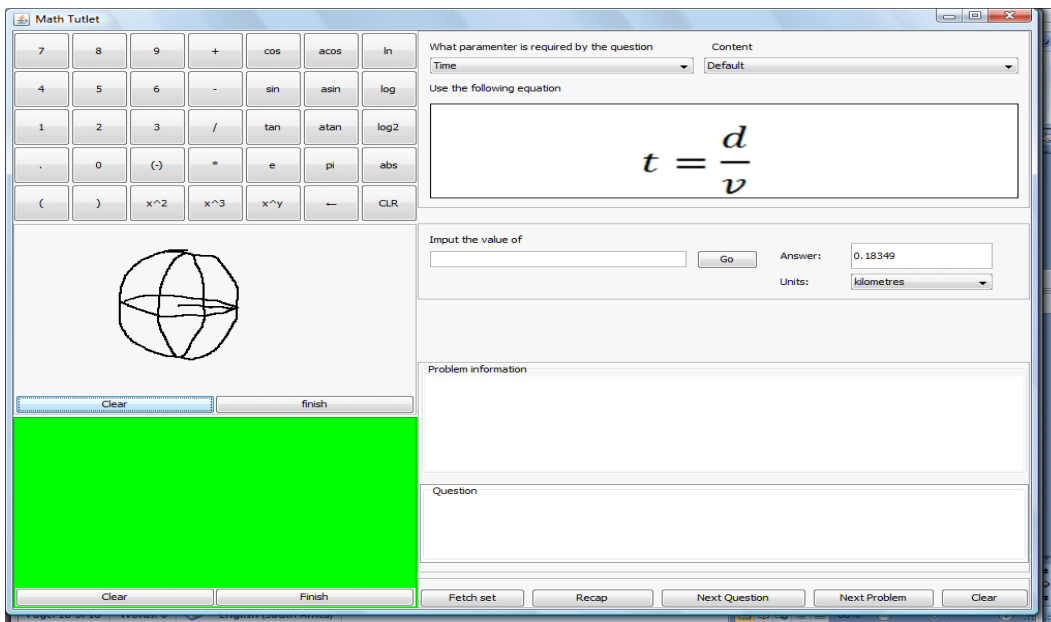 Math Tutlet
7 8 9 + cos acos ln
4 5 6 - sin asin log
1 2 3 / tan atan log2
. 0 (-) * e pi abs
( ) x^2 x^3 x^y ← CLR
Clear finish
Clear Finish
What paramenter is required by the question Content
Time Default
Use the following equation
t = d/v
Imput the value of
Go Answer: 0.18349
Units: kilometres
Problem information
Question
Fetch set Recap Next Question Next Problem Clear
English (South Africa)